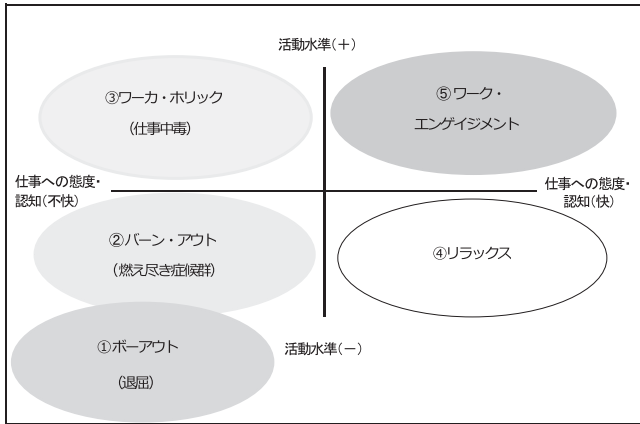 活動水準(+)
③ワーカ・ホリック
(仕事中毒)
⑤ワーク・
エンゲイジメント
仕事への態度・
認知(不快)
仕事への態度・
認知(快)
②バーン・アウト
(燃え尽き症候群)
④リラックス
①ボーアウト
(退屈)
活動水準(−)